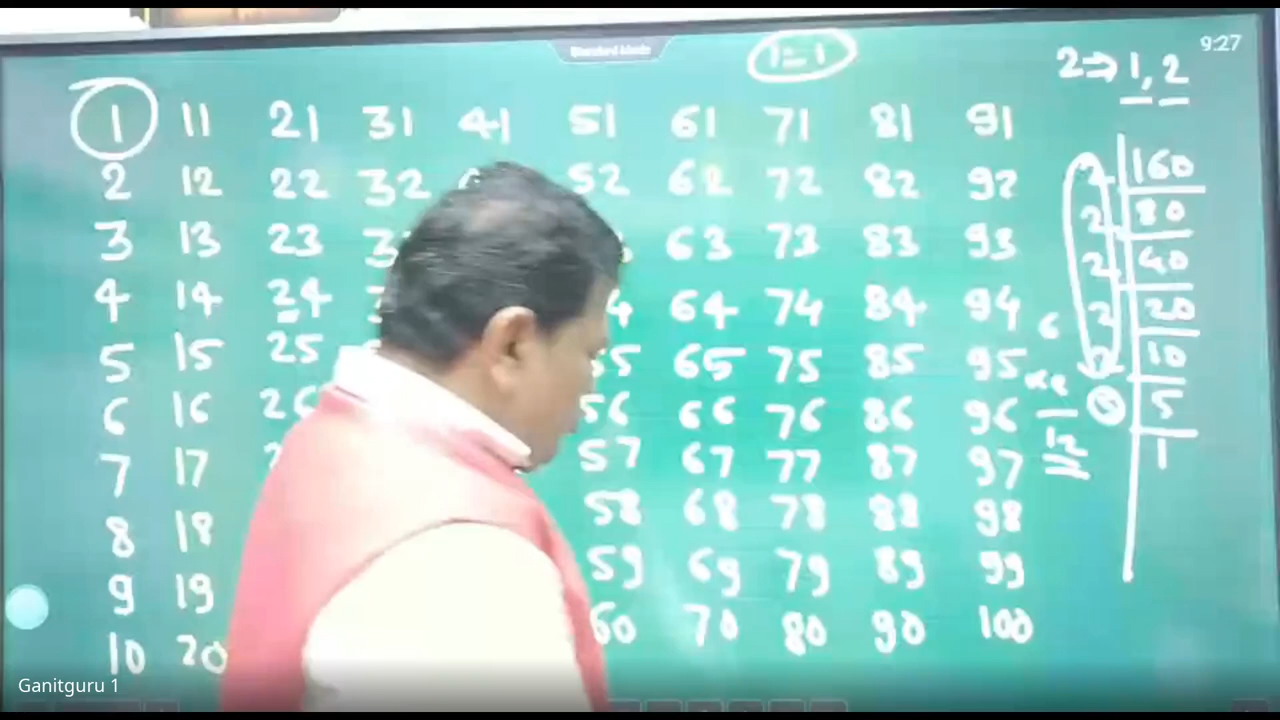 Standard Mode
1 = 1
9:27
2 ⇒ 1, 2
1 11 21 31 41 51 61 71 81 91
2 12 22 32 52 62 72 82 92
3 13 23 63 73 83 93
4 14 24 64 74 84 94
5 15 25 65 75 85 95
6 16 26 56 66 76 86 96
7 17 57 67 77 87 97
8 18 58 68 78 88 98
9 19 59 69 79 89 99
10 20 60 70 80 90 100
2 160
2 80
2 40
2 20
2 10
5 5
1
6
12
Ganitguru 1